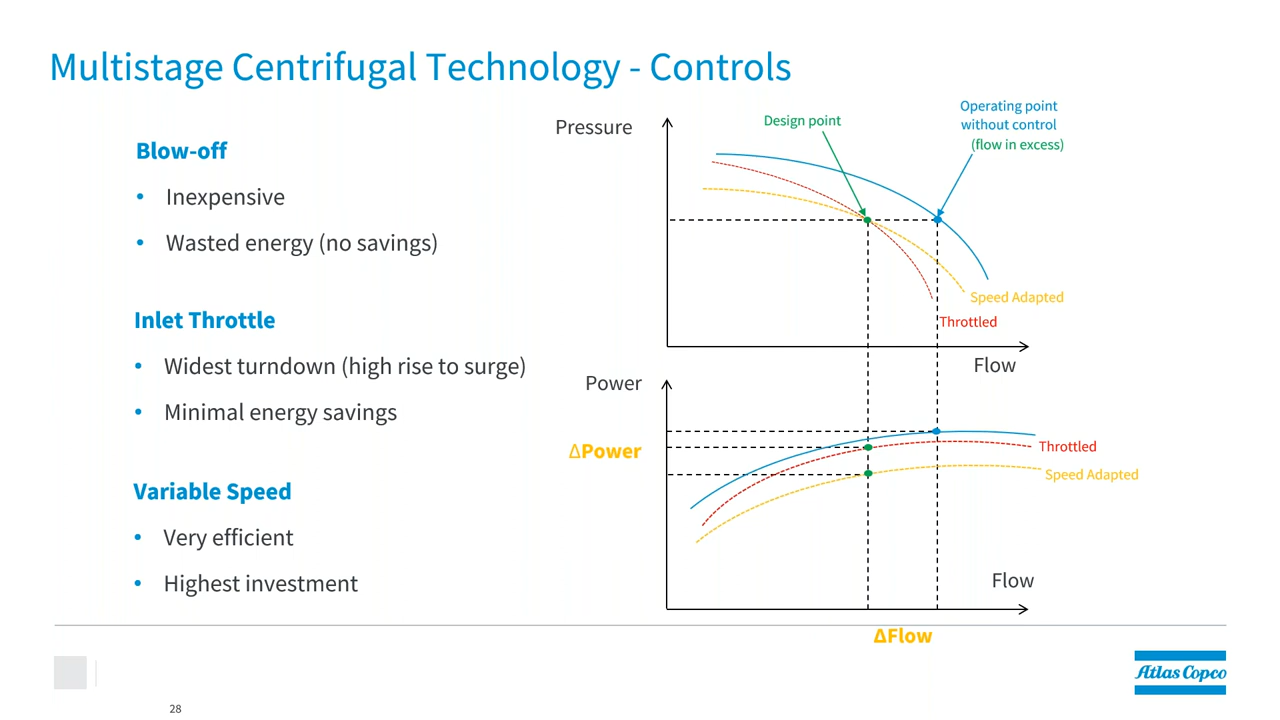 Multistage Centrifugal Technology - Controls
Blow-off
• Inexpensive
• Wasted energy (no savings)
Inlet Throttle
• Widest turndown (high rise to surge)
• Minimal energy savings
Variable Speed
• Very efficient
• Highest investment
Pressure
Design point
Operating point
without control
(flow in excess)
Speed Adapted
Throttled
Flow
Power
ΔPower
Throttled
Speed Adapted
Flow
ΔFlow
Atlas Copco
28